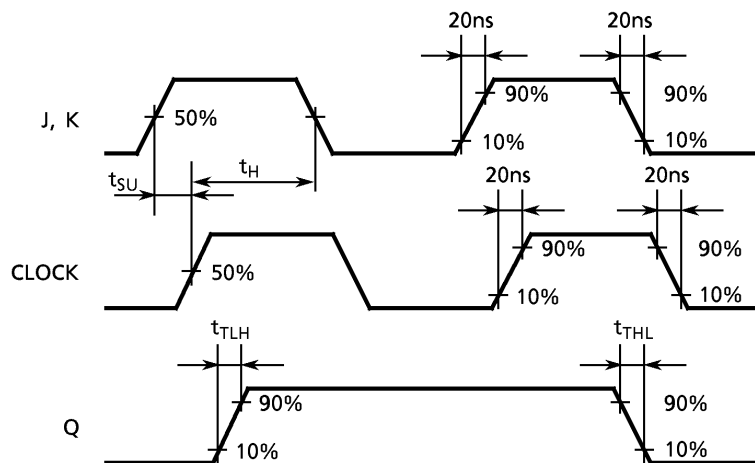 20ns 20ns
J, K 50% 90% 90%
10% 10%
tSU tH 20ns 20ns
CLOCK 50% 90% 90%
10% 10%
tTLH tTHL
Q 90% 90%
10% 10%